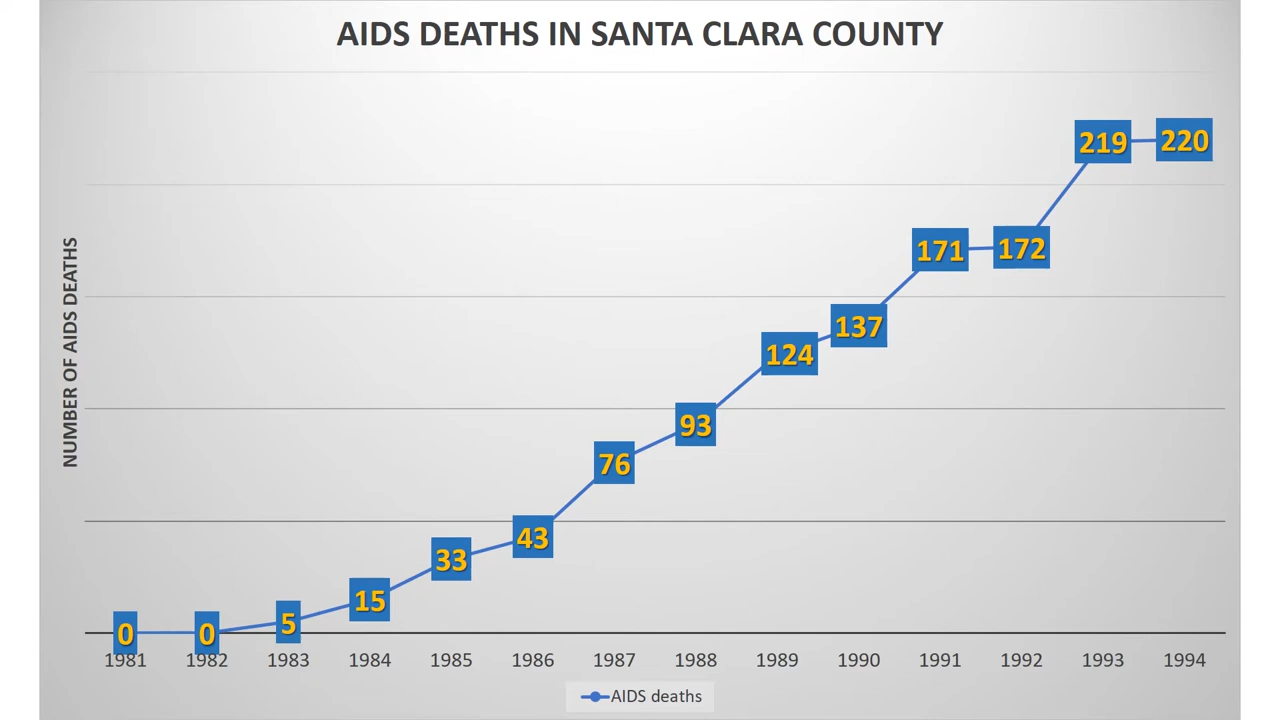 AIDS DEATHS IN SANTA CLARA COUNTY
NUMBER OF AIDS DEATHS
0 0 5 15 33 43 76 93 124 137 171 172 219 220
1981 1982 1983 1984 1985 1986 1987 1988 1989 1990 1991 1992 1993 1994
AIDS deaths